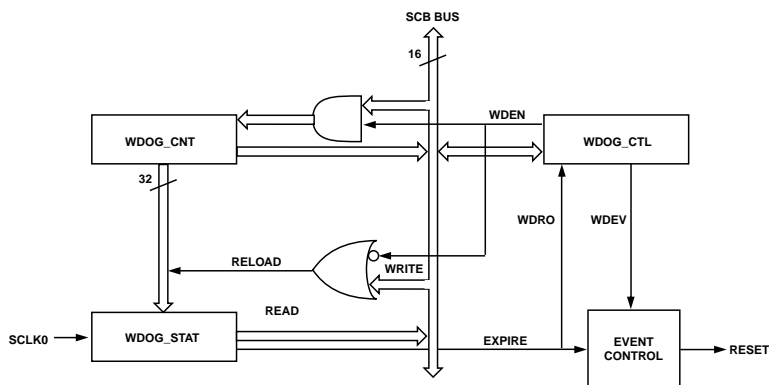 SCB BUS
16
WDEN
WDOG_CNT
WDOG_CTL
32
WDRO
WDEV
RELOAD
WRITE
READ
SCLK0
WDOG_STAT
EXPIRE
EVENT
CONTROL
RESET